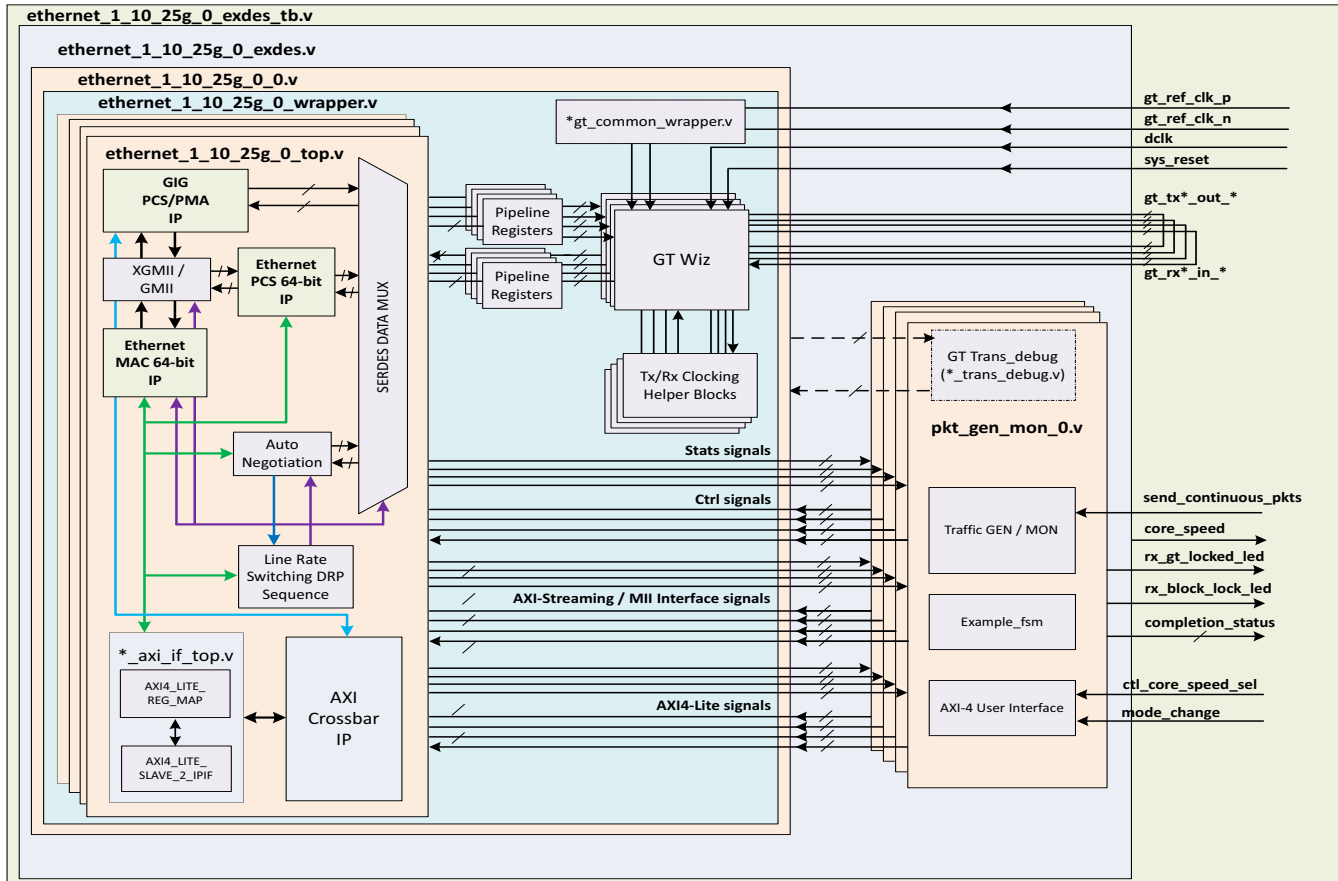 ethernet_1_10_25g_0_exdes_tb.v
ethernet_1_10_25g_0_exdes.v
ethernet_1_10_25g_0_0.v
ethernet_1_10_25g_0_wrapper.v
ethernet_1_10_25g_0_top.v
GIG
PCS/PMA
IP
XGMII /
GMII
Ethernet
PCS 64-bit
IP
Ethernet
MAC 64-bit
IP
SERDES DATA MUX
Auto
Negotiation
Line Rate
Switching DRP
Sequence
*_axi_if_top.v
AXI4_LITE_
REG_MAP
AXI4_LITE_
SLAVE_2_IPIF
AXI
Crossbar
IP
Pipeline
Registers
Pipeline
Registers
*gt_common_wrapper.v
GT Wiz
Tx/Rx Clocking
Helper Blocks
Stats signals
Ctrl signals
AXI-Streaming / MII Interface signals
AXI4-Lite signals
GT Trans_debug
(*_trans_debug.v)
pkt_gen_mon_0.v
Traffic GEN / MON
Example_fsm
AXI-4 User Interface
gt_ref_clk_p
gt_ref_clk_n
dclk
sys_reset
gt_tx*_out_*
gt_rx*_in_*
send_continuous_pkts
core_speed
rx_gt_locked_led
rx_block_lock_led
completion_status
ctl_core_speed_sel
mode_change